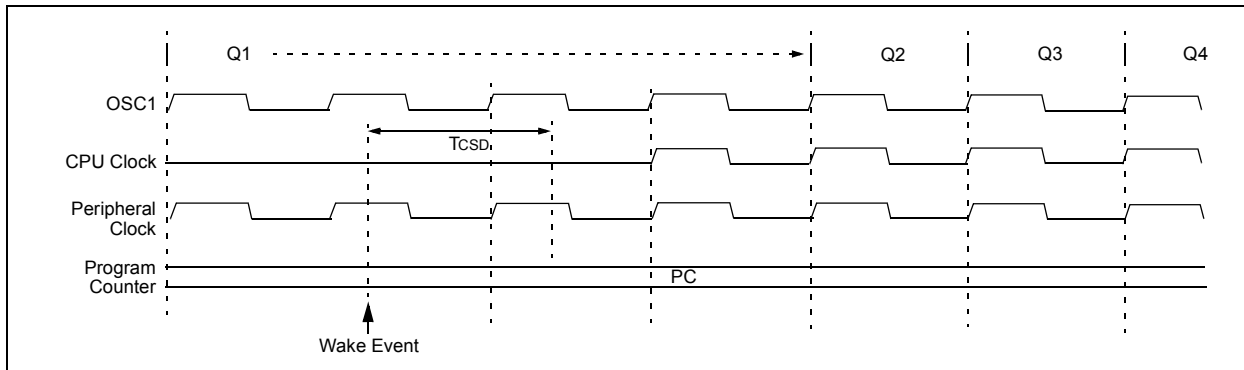 Q1 Q2 Q3 Q4
OSC1
TCSD
CPU Clock
Peripheral
Clock
Program
Counter
PC
Wake Event